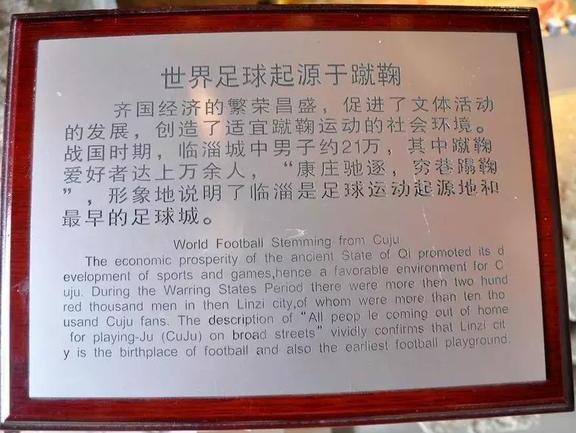 世界足球起源于蹴鞠
齐国经济的繁荣昌盛，促进了文体活动
的发展，创造了适宜蹴鞠运动的社会环境。
战国时期，临淄城中男子约21万，其中蹴鞠
爱好者达上万余人，“康庄驰逐，穷巷蹋鞠
”，形象地说明了临淄是足球运动起源地和
最早的足球城。
World Football Stemming from Cuju
The economic prosperity of the ancient State of Qi promoted its d
evelopment of sports and games,hence a favorable environment for C
uju. During the Warring States Period there were more then two hund
red thousand men in then Linzi city,of whom were more than ten tho
usand Cuju fans. The description of "All peop le coming out of home
for playing-Ju (CuJu) on broad streets" vividly confirms that Linzi cit
y is the birthplace of football and also the earliest football playground.